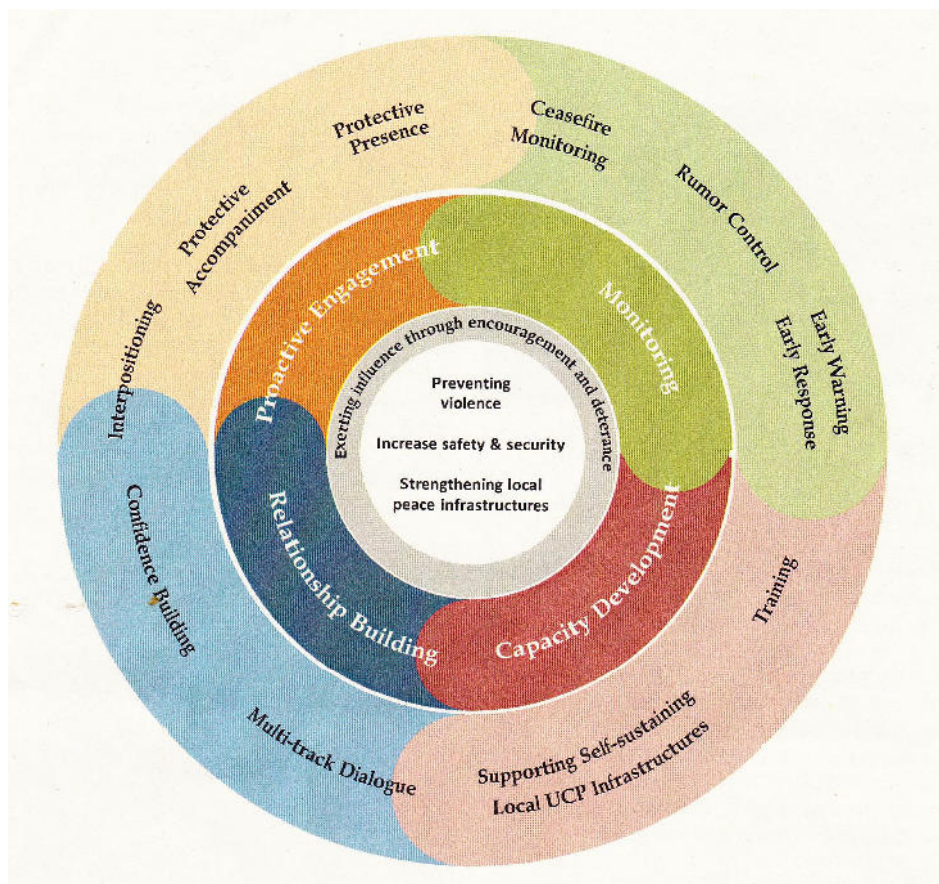 Protective
Presence
Ceasefire
Monitoring
Rumor Control
Early Warning
Early Response
Training
Supporting Self-sustaining
Local UCP Infrastructures
Multi-track Dialogue
Confidence Building
Interpositioning
Protective
Accompaniment
Proactive Engagement
Monitoring
Capacity Development
Relationship Building
Exerting influence through encouragement and deterance
Preventing
violence
Increase safety & security
Strengthening local
peace infrastructures